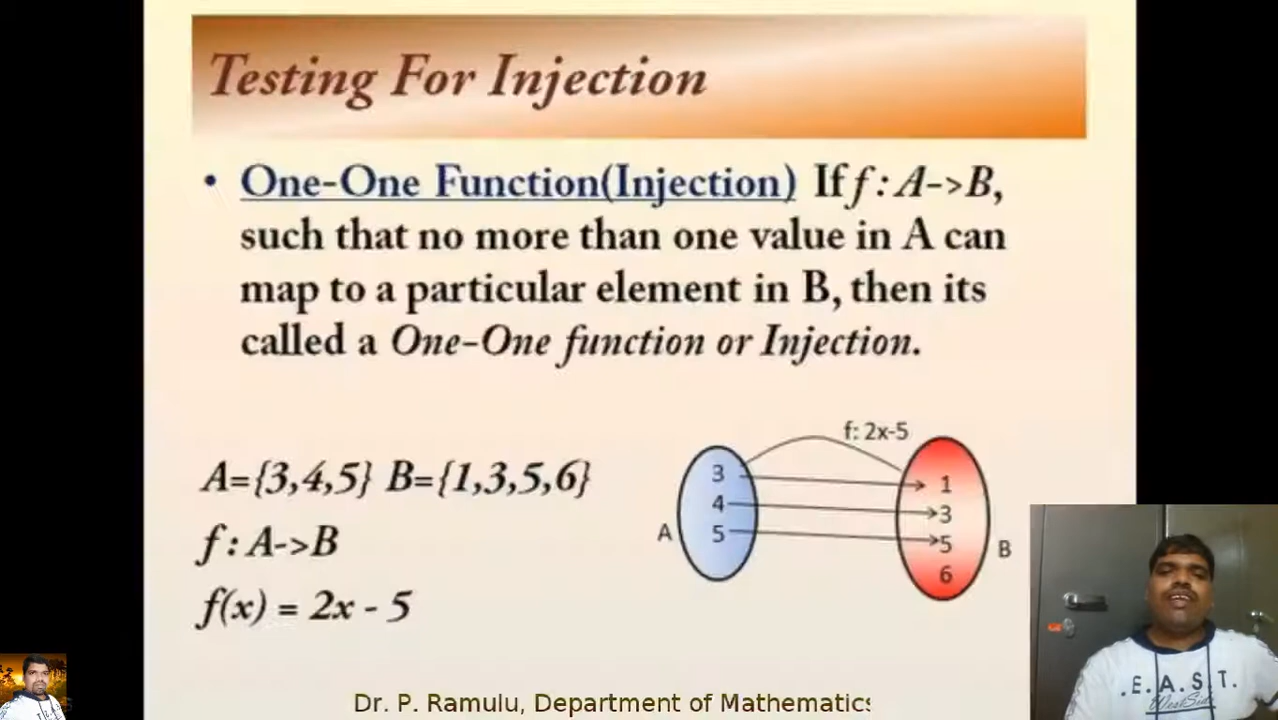 Testing For Injection
• One-One Function(Injection) If f : A->B,
such that no more than one value in A can
map to a particular element in B, then its
called a One-One function or Injection.
A={3,4,5} B={1,3,5,6}
f : A->B
f(x) = 2x - 5
f: 2x-5
3
4
5
A
1
3
5
6
B
.E.A.S.T.
WestSide
Dr. P. Ramulu, Department of Mathematics